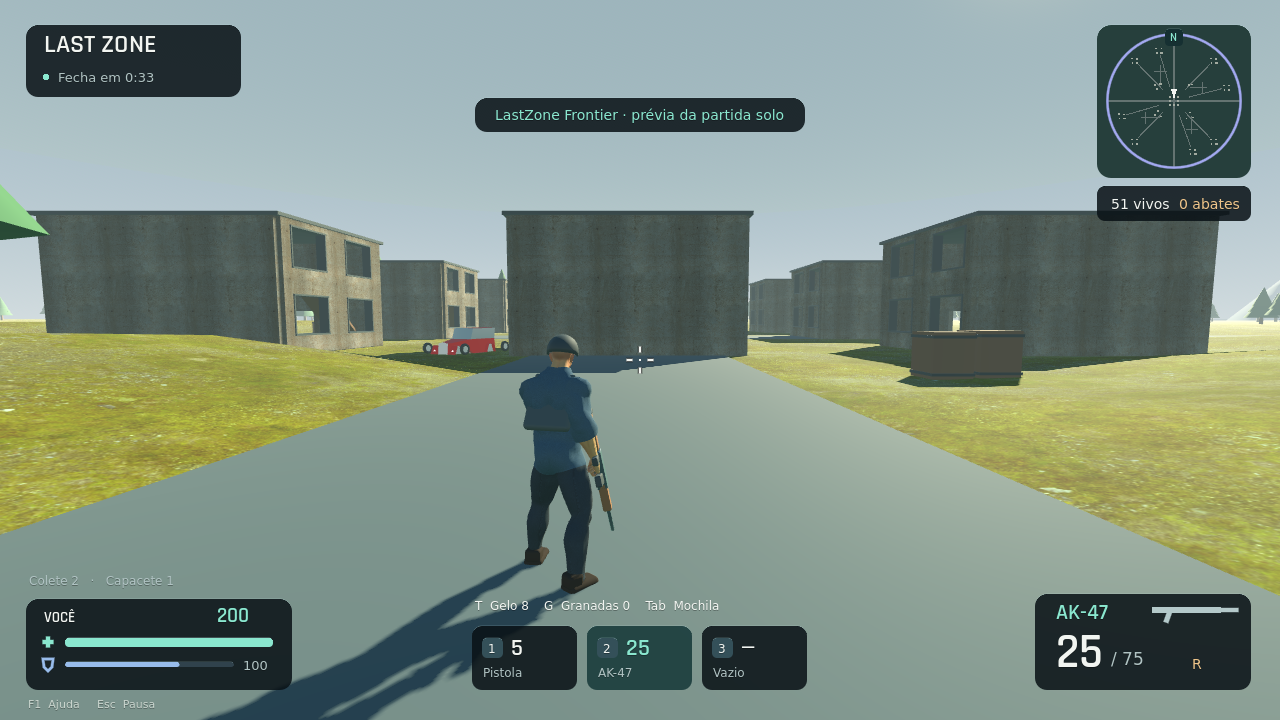 LAST ZONE
Fecha em 0:33
LastZone Frontier · prévia da partida solo
N
51 vivos 0 abates
Colete 2 · Capacete 1
VOCÊ 200
100
F1 Ajuda Esc Pausa
T Gelo 8 G Granadas 0 Tab Mochila
1 5
Pistola
2 25
AK-47
3 —
Vazio
AK-47
25 / 75 R